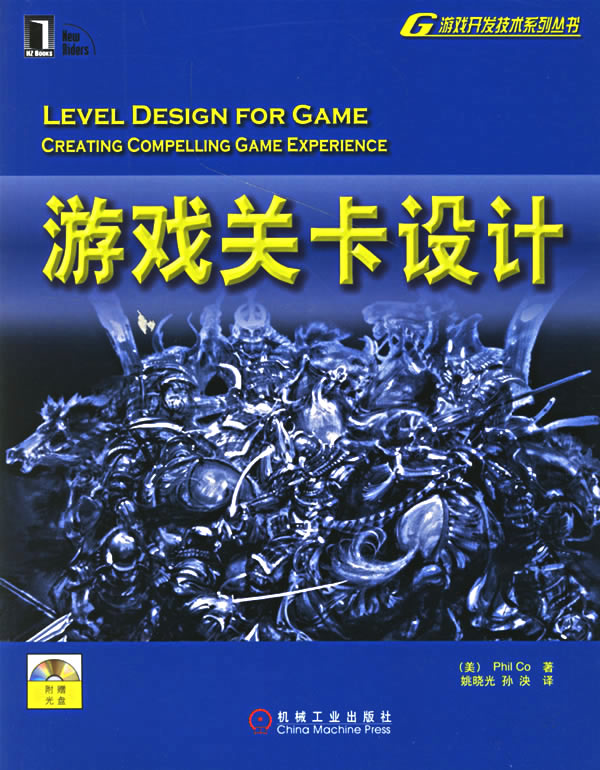 HZ Books
New Riders
G 游戏开发技术系列丛书
LEVEL DESIGN FOR GAME
CREATING COMPELLING GAME EXPERIENCE
游戏关卡设计
(美) Phil Co 著
姚晓光 孙泱 译
附赠
光盘
机械工业出版社
China Machine Press